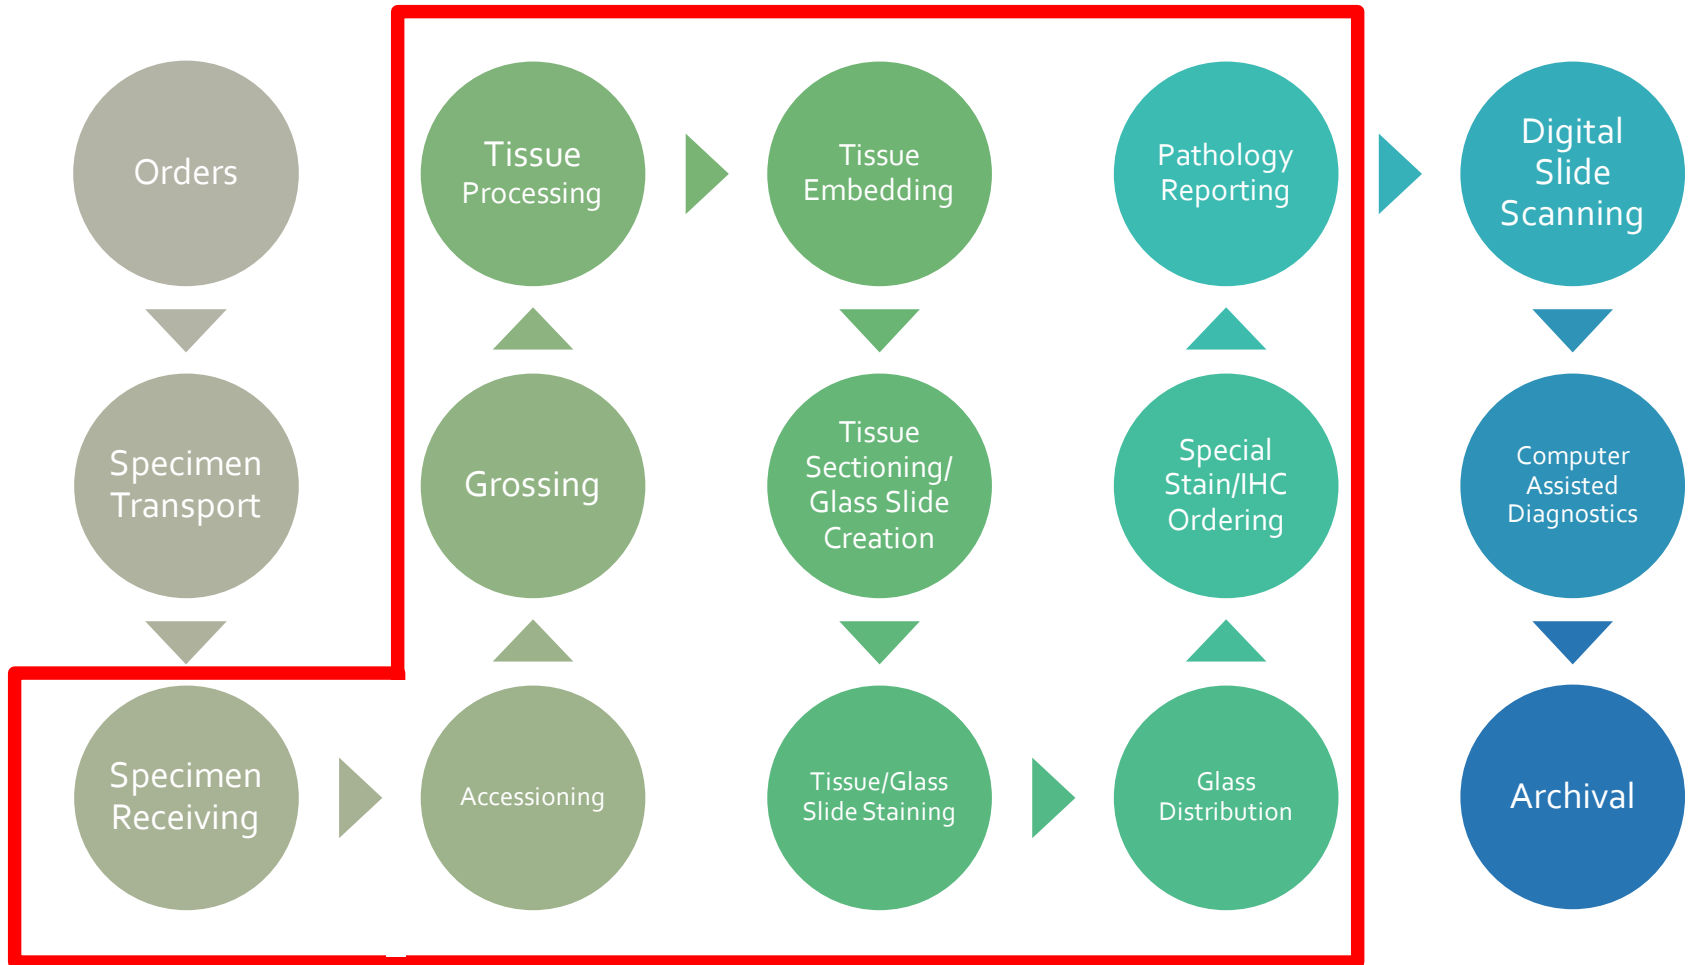 Orders
Specimen
Transport
Specimen
Receiving
Accessioning
Grossing
Tissue
Processing
Tissue
Embedding
Tissue
Sectioning/
Glass Slide
Creation
Tissue/Glass
Slide Staining
Glass
Distribution
Special
Stain/IHC
Ordering
Pathology
Reporting
Digital
Slide
Scanning
Computer
Assisted
Diagnostics
Archival